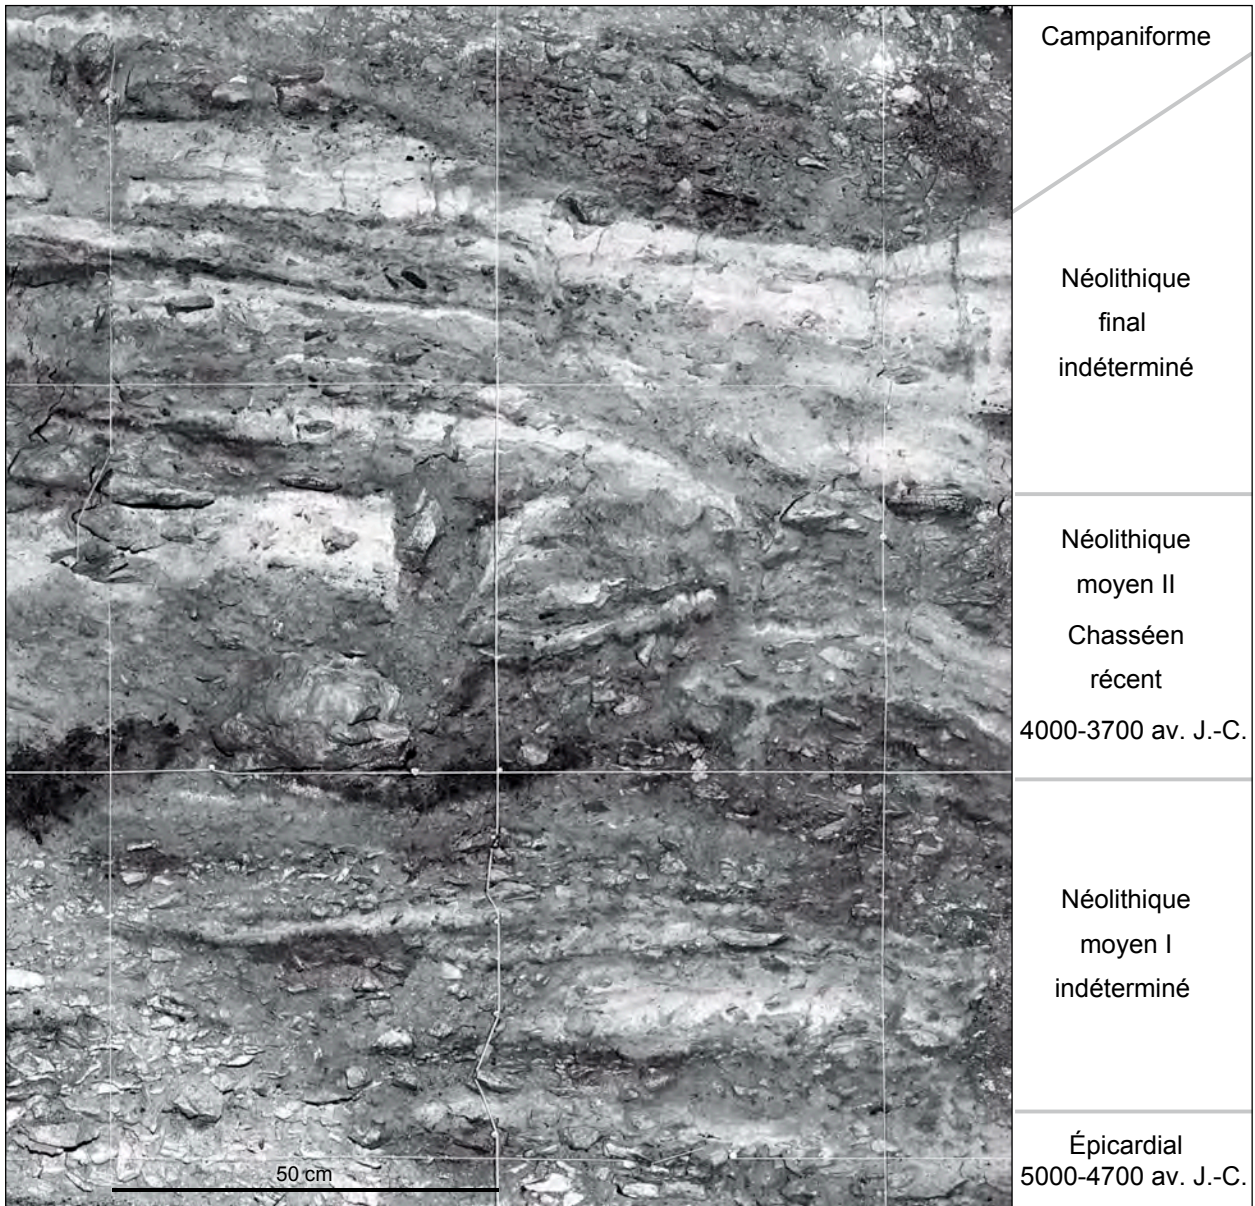 Campaniforme
Néolithique
final
indéterminé
Néolithique
moyen II
Chasséen
récent
4000-3700 av. J.-C.
Néolithique
moyen I
indéterminé
Épicardial
5000-4700 av. J.-C.
50 cm